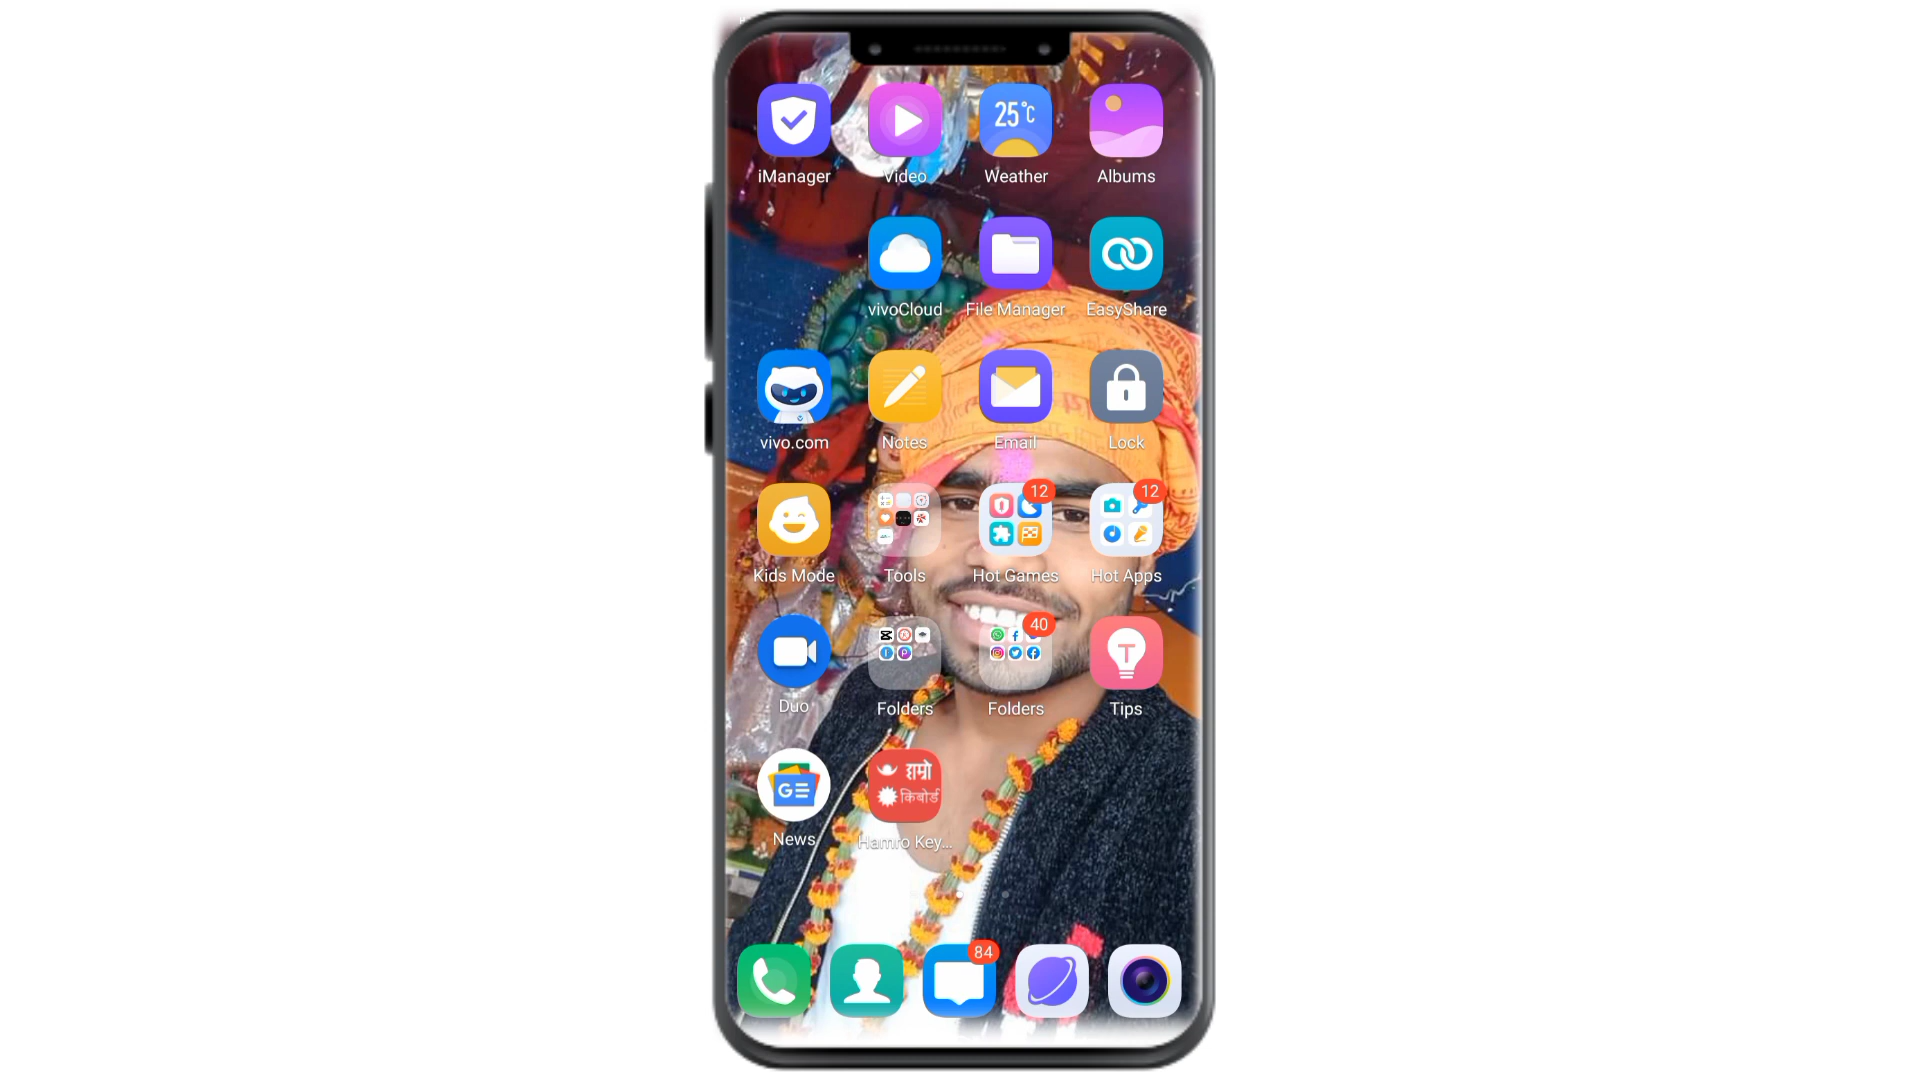 25°C
iManager
Video
Weather
Albums
vivoCloud
File Manager
EasyShare
vivo.com
Notes
Email
Lock
12
12
Kids Mode
Tools
Hot Games
Hot Apps
40
T
Duo
Folders
Folders
Tips
G
हाम्रो
किबोर्ड
News
Hamro Key...
84